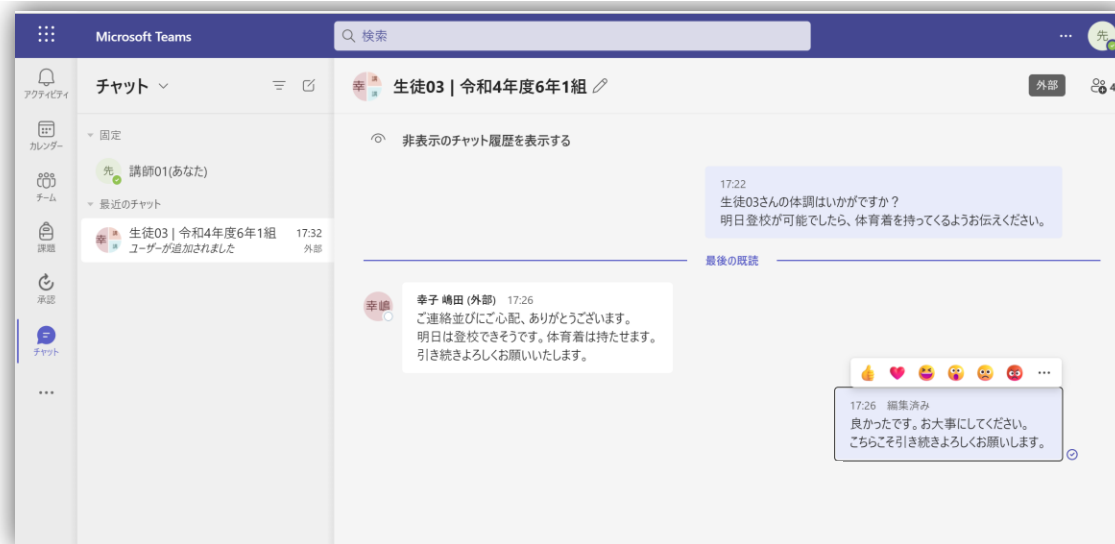 Microsoft Teams
検索
先
アクティビティ
カレンダー
チーム
課題
承認
チャット
チャット
固定
先 講師01(あなた)
最近のチャット
幸 講 講 生徒03 | 令和4年度6年1組 17:32
ユーザーが追加されました 外部
幸 講 講 生徒03 | 令和4年度6年1組
外部
4
非表示のチャット履歴を表示する
17:22
生徒03さんの体調はいかがですか？
明日登校が可能でしたら、体育着を持ってくるようお伝えください。
最後の既読
幸嶋
幸子 嶋田 (外部) 17:26
ご連絡並びにご心配、ありがとうございます。
明日は登校できそうです。体育着は持たせます。
引き続きよろしくお願いいたします。
17:26 編集済み
良かったです。お大事にしてください。
こちらこそ引き続きよろしくお願いします。